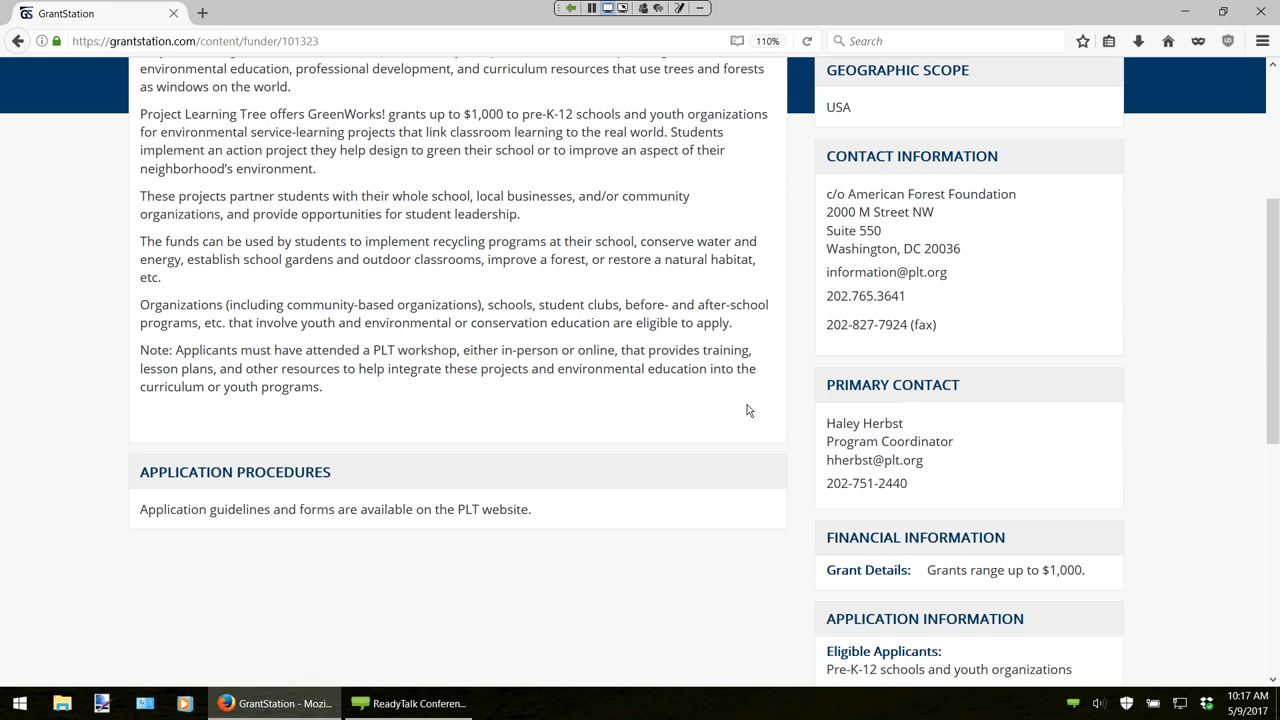 GrantStation
https://grantstation.com/content/funder/101323
110%
Search
environmental education, professional development, and curriculum resources that use trees and forests
as windows on the world.
Project Learning Tree offers GreenWorks! grants up to $1,000 to pre-K-12 schools and youth organizations
for environmental service-learning projects that link classroom learning to the real world. Students
implement an action project they help design to green their school or to improve an aspect of their
neighborhood's environment.
These projects partner students with their whole school, local businesses, and/or community
organizations, and provide opportunities for student leadership.
The funds can be used by students to implement recycling programs at their school, conserve water and
energy, establish school gardens and outdoor classrooms, improve a forest, or restore a natural habitat,
etc.
Organizations (including community-based organizations), schools, student clubs, before- and after-school
programs, etc. that involve youth and environmental or conservation education are eligible to apply.
Note: Applicants must have attended a PLT workshop, either in-person or online, that provides training,
lesson plans, and other resources to help integrate these projects and environmental education into the
curriculum or youth programs.
APPLICATION PROCEDURES
Application guidelines and forms are available on the PLT website.
GEOGRAPHIC SCOPE
USA
CONTACT INFORMATION
c/o American Forest Foundation
2000 M Street NW
Suite 550
Washington, DC 20036
information@plt.org
202.765.3641
202-827-7924 (fax)
PRIMARY CONTACT
Haley Herbst
Program Coordinator
hherbst@plt.org
202-751-2440
FINANCIAL INFORMATION
Grant Details: Grants range up to $1,000.
APPLICATION INFORMATION
Eligible Applicants:
Pre-K-12 schools and youth organizations
GrantStation - Mozi...
ReadyTalk Conferen...
10:17 AM
5/9/2017